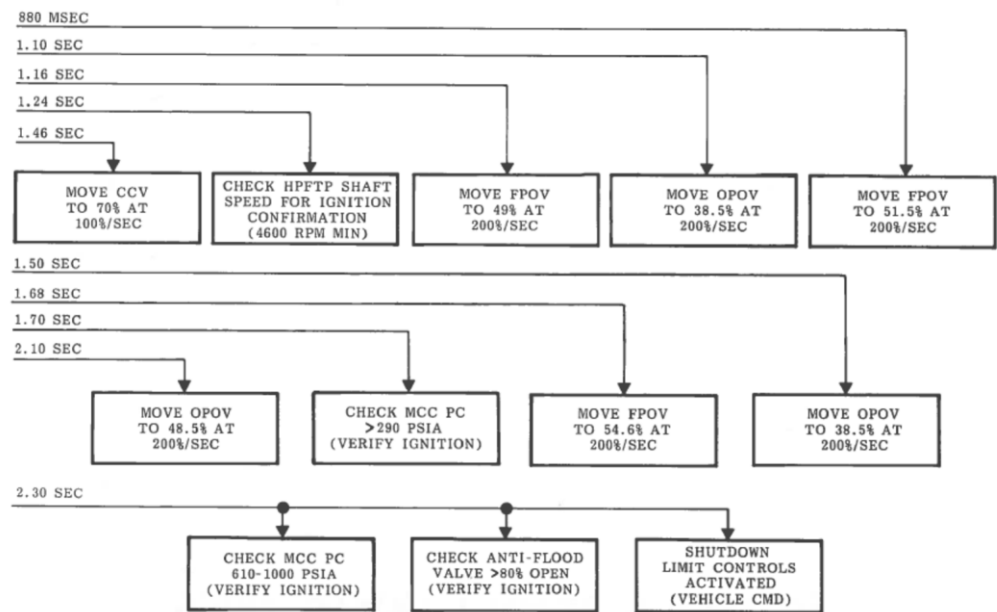 880 MSEC
1.10 SEC
1.16 SEC
1.24 SEC
1.46 SEC
MOVE CCV
TO 70% AT
100%/SEC
CHECK HPFTP SHAFT
SPEED FOR IGNITION
CONFIRMATION
(4600 RPM MIN)
MOVE FPOV
TO 49% AT
200%/SEC
MOVE OPOV
TO 38.5% AT
200%/SEC
MOVE FPOV
TO 51.5% AT
200%/SEC
1.50 SEC
1.68 SEC
1.70 SEC
2.10 SEC
MOVE OPOV
TO 48.5% AT
200%/SEC
CHECK MCC PC
>290 PSIA
(VERIFY IGNITION)
MOVE FPOV
TO 54.6% AT
200%/SEC
MOVE OPOV
TO 38.5% AT
200%/SEC
2.30 SEC
CHECK MCC PC
610-1000 PSIA
(VERIFY IGNITION)
CHECK ANTI-FLOOD
VALVE >80% OPEN
(VERIFY IGNITION)
SHUTDOWN
LIMIT CONTROLS
ACTIVATED
(VEHICLE CMD)